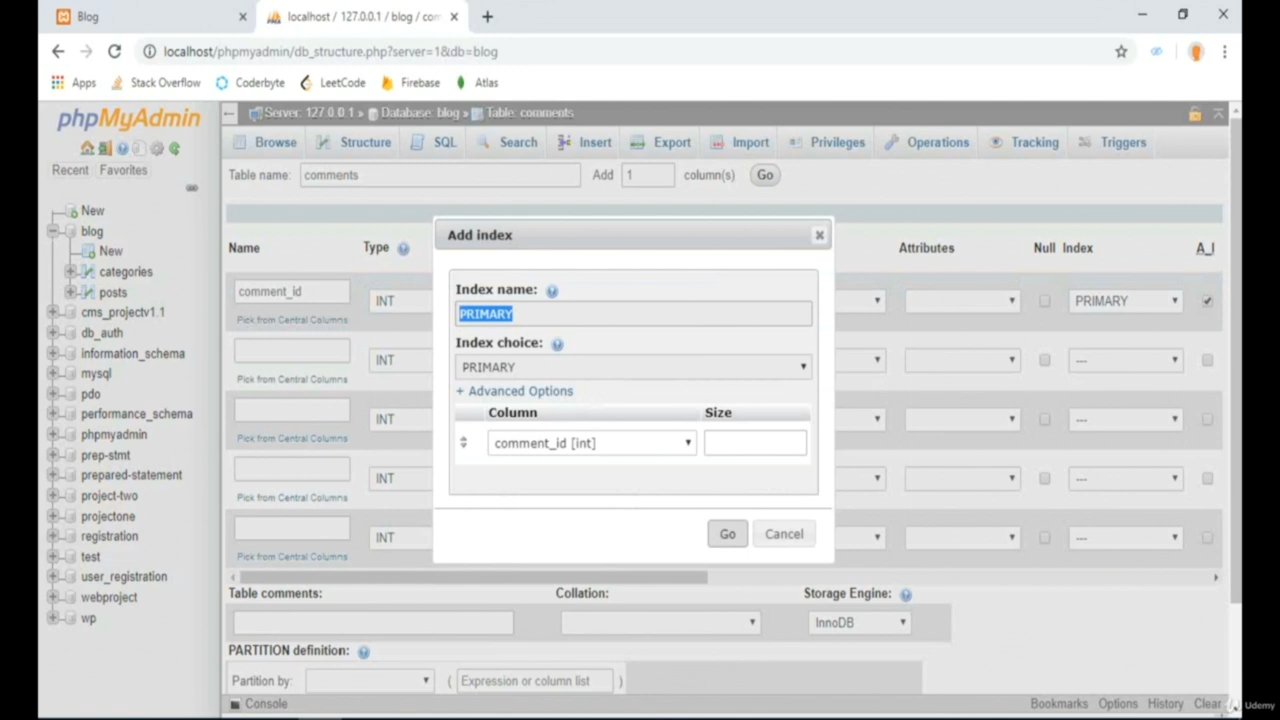 Blog
localhost / 127.0.0.1 / blog / com
localhost/phpmyadmin/db_structure.php?server=1&db=blog
Apps Stack Overflow Coderbyte LeetCode Firebase Atlas
phpMyAdmin
Recent Favorites
New
blog
New
categories
posts
cms_projectv1.1
db_auth
information_schema
mysql
pdo
performance_schema
phpmyadmin
prep-stmt
prepared-statement
project-two
projectone
registration
test
user_registration
webproject
wp
Server: 127.0.0.1 » Database: blog » Table: comments
Browse Structure SQL Search Insert Export Import Privileges Operations Tracking Triggers
Table name: comments Add 1 column(s) Go
Name Type Attributes Null Index A_I
comment_id INT PRIMARY
Pick from Central Columns
INT ---
Pick from Central Columns
INT ---
Pick from Central Columns
INT ---
Pick from Central Columns
INT ---
Pick from Central Columns
Add index
Index name:
PRIMARY
Index choice:
PRIMARY
+ Advanced Options
Column Size
comment_id [int]
Go Cancel
Table comments: Collation: Storage Engine:
InnoDB
PARTITION definition:
Partition by: ( Expression or column list )
Console Bookmarks Options History Clear
Udemy